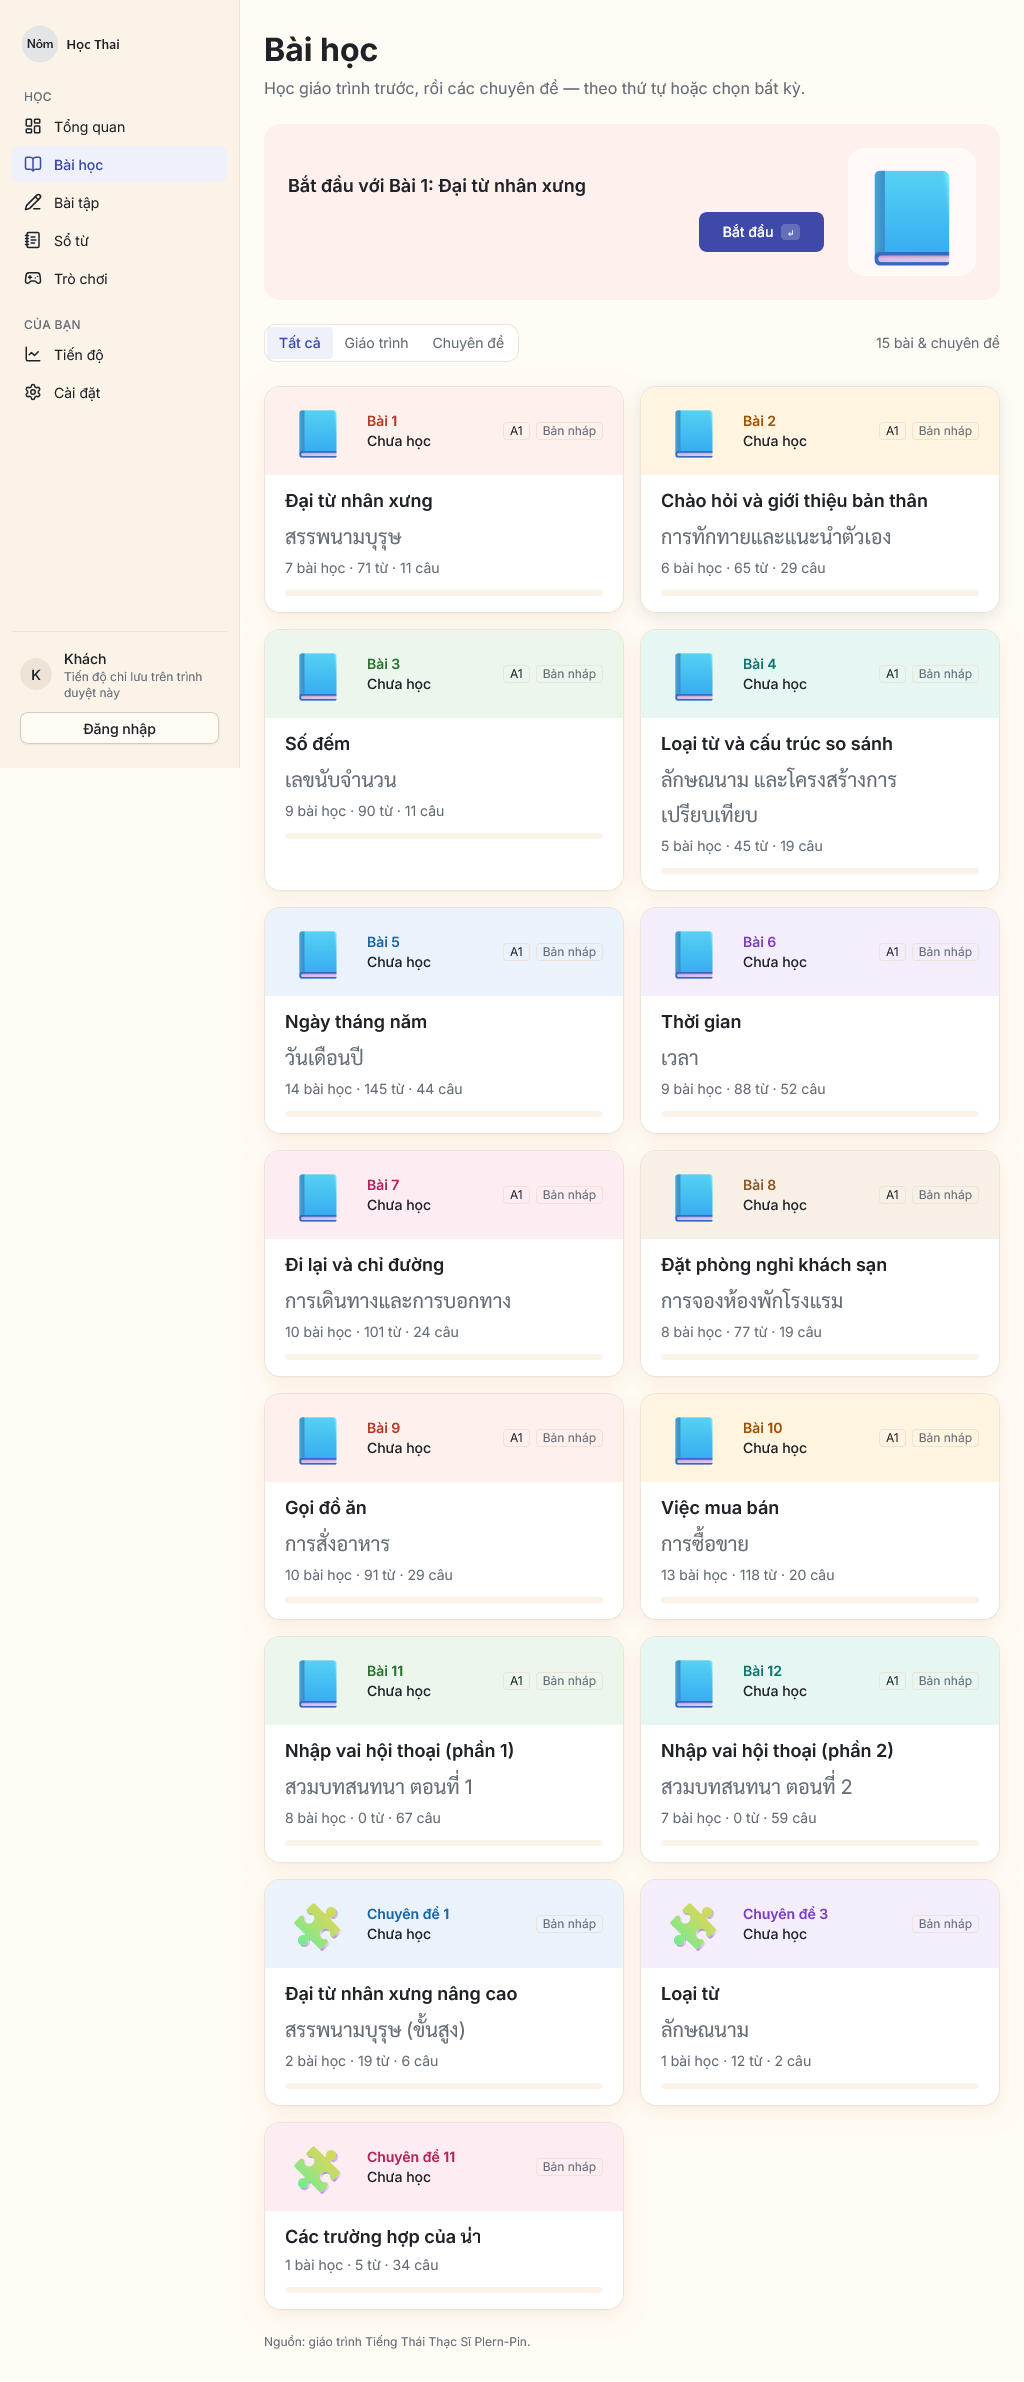 Nôm Học Thai
HỌC
Tổng quan
Bài học
Bài tập
Sổ từ
Trò chơi
CỦA BẠN
Tiến độ
Cài đặt
K
Khách
Tiến độ chỉ lưu trên trình
duyệt này
Đăng nhập
Bài học
Học giáo trình trước, rồi các chuyên đề — theo thứ tự hoặc chọn bất kỳ.
Bắt đầu với Bài 1: Đại từ nhân xưng
Bắt đầu ↲
Tất cả Giáo trình Chuyên đề
15 bài & chuyên đề
Bài 1
Chưa học
A1 Bản nháp
Đại từ nhân xưng
สรรพนามบุรุษ
7 bài học · 71 từ · 11 câu
Bài 2
Chưa học
A1 Bản nháp
Chào hỏi và giới thiệu bản thân
การทักทายและแนะนำตัวเอง
6 bài học · 65 từ · 29 câu
Bài 3
Chưa học
A1 Bản nháp
Số đếm
เลขนับจำนวน
9 bài học · 90 từ · 11 câu
Bài 4
Chưa học
A1 Bản nháp
Loại từ và cấu trúc so sánh
ลักษณนาม และโครงสร้างการ
เปรียบเทียบ
5 bài học · 45 từ · 19 câu
Bài 5
Chưa học
A1 Bản nháp
Ngày tháng năm
วันเดือนปี
14 bài học · 145 từ · 44 câu
Bài 6
Chưa học
A1 Bản nháp
Thời gian
เวลา
9 bài học · 88 từ · 52 câu
Bài 7
Chưa học
A1 Bản nháp
Đi lại và chỉ đường
การเดินทางและการบอกทาง
10 bài học · 101 từ · 24 câu
Bài 8
Chưa học
A1 Bản nháp
Đặt phòng nghỉ khách sạn
การจองห้องพักโรงแรม
8 bài học · 77 từ · 19 câu
Bài 9
Chưa học
A1 Bản nháp
Gọi đồ ăn
การสั่งอาหาร
10 bài học · 91 từ · 29 câu
Bài 10
Chưa học
A1 Bản nháp
Việc mua bán
การซื้อขาย
13 bài học · 118 từ · 20 câu
Bài 11
Chưa học
A1 Bản nháp
Nhập vai hội thoại (phần 1)
สวมบทสนทนา ตอนที่ 1
8 bài học · 0 từ · 67 câu
Bài 12
Chưa học
A1 Bản nháp
Nhập vai hội thoại (phần 2)
สวมบทสนทนา ตอนที่ 2
7 bài học · 0 từ · 59 câu
Chuyên đề 1
Chưa học
Bản nháp
Đại từ nhân xưng nâng cao
สรรพนามบุรุษ (ขั้นสูง)
2 bài học · 19 từ · 6 câu
Chuyên đề 3
Chưa học
Bản nháp
Loại từ
ลักษณนาม
1 bài học · 12 từ · 2 câu
Chuyên đề 11
Chưa học
Bản nháp
Các trường hợp của น่า
1 bài học · 5 từ · 34 câu
Nguồn: giáo trình Tiếng Thái Thạc Sĩ Plern-Pin.